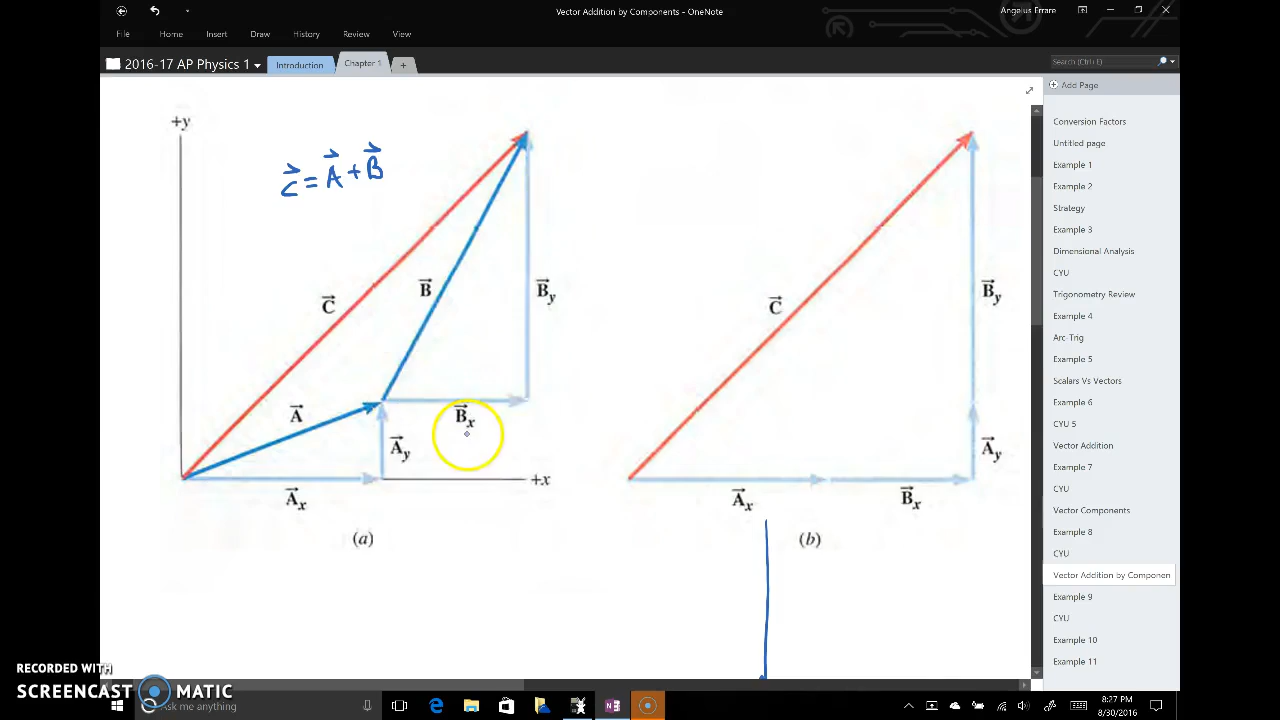 Vector Addition by Components - OneNote
Angelus Errare
File Home Insert Draw History Review View
2016-17 AP Physics 1
Introduction
Chapter 1
+
Search (Ctrl E)
Add Page
Conversion Factors
Untitled page
Example 1
Example 2
Strategy
Example 3
Dimensional Analysis
CYU
Trigonometry Review
Example 4
Arc-Trig
Example 5
Scalars Vs Vectors
Example 6
CYU 5
Vector Addition
Example 7
CYU
Vector Components
Example 8
CYU
Vector Addition by Componen
Example 9
CYU
Example 10
Example 11
+y
C⃗ = A⃗ + B⃗
C⃗
B⃗
B⃗y
A⃗
B⃗x
A⃗y
A⃗x
+x
(a)
C⃗
B⃗y
A⃗y
A⃗x
B⃗x
(b)
RECORDED WITH
SCREENCAST MATIC
Ask me anything
8:27 PM
8/30/2016